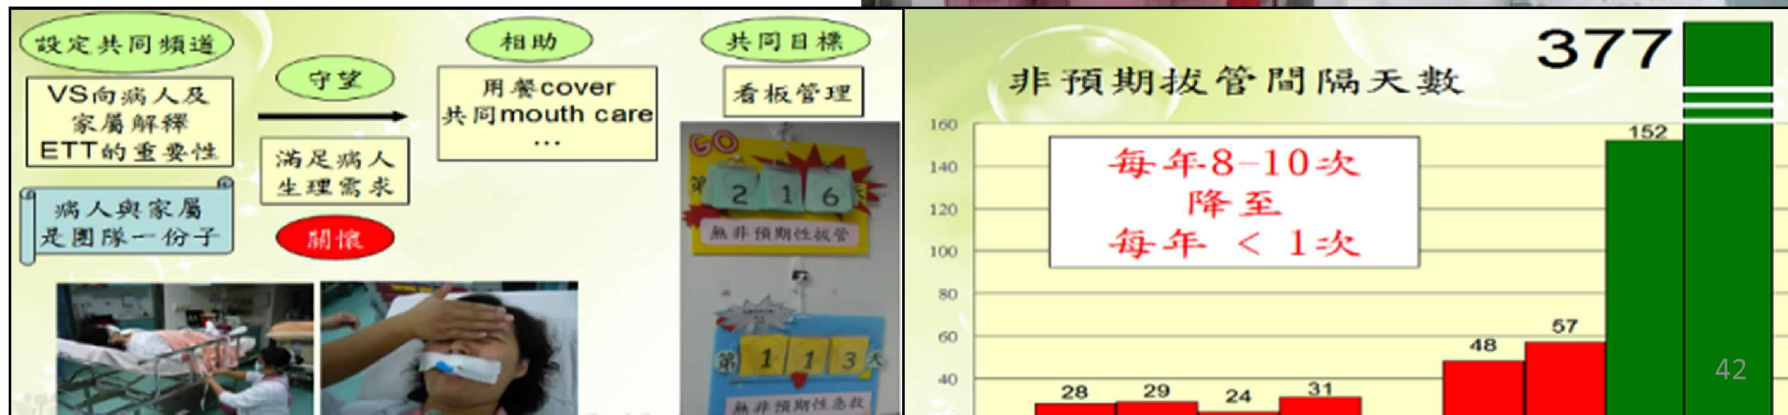 設定共同頻道
VS向病人及
家屬解釋
ETT的重要性
病人與家屬
是團隊一份子
守望
滿足病人
生理需求
關懷
相助
用餐cover
共同mouth care
...
共同目標
看板管理
GO
第 2 1 6
無非預期性拔管
第 1 1 3 天
無非預期性急救
非預期拔管間隔天數
377
每年8-10次
降至
每年 < 1次
160
140
120
100
80
60
40
28
29
24
31
48
57
152
42